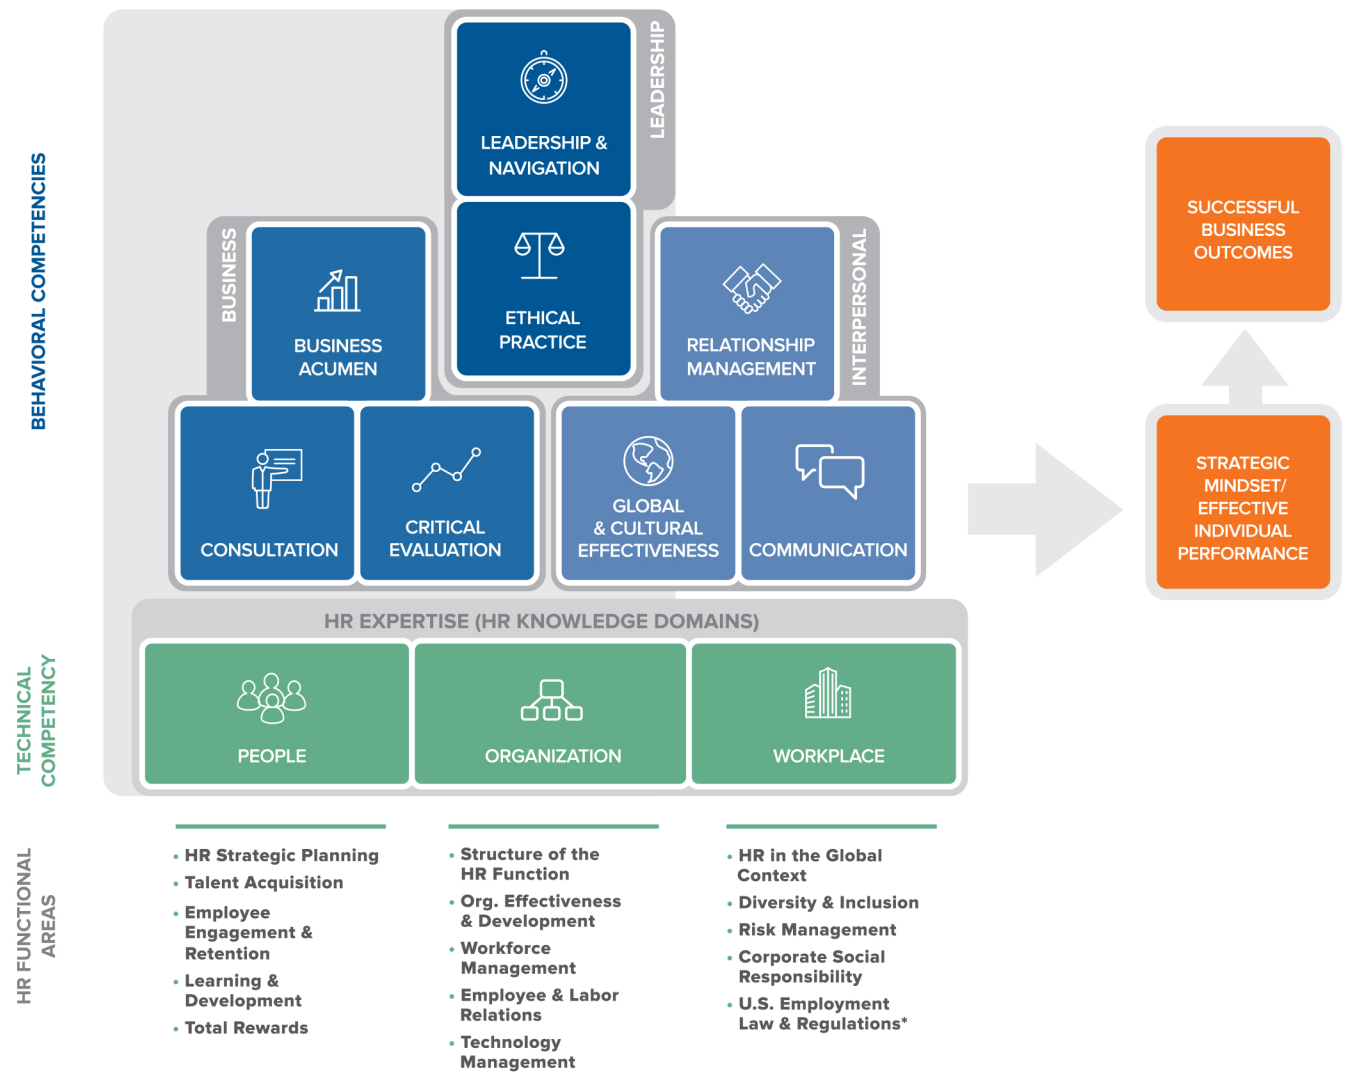 BEHAVIORAL COMPETENCIES
LEADERSHIP
LEADERSHIP &
NAVIGATION
ETHICAL
PRACTICE
BUSINESS
BUSINESS
ACUMEN
CONSULTATION
CRITICAL
EVALUATION
INTERPERSONAL
RELATIONSHIP
MANAGEMENT
GLOBAL
& CULTURAL
EFFECTIVENESS
COMMUNICATION
SUCCESSFUL
BUSINESS
OUTCOMES
STRATEGIC
MINDSET/
EFFECTIVE
INDIVIDUAL
PERFORMANCE
TECHNICAL
COMPETENCY
HR EXPERTISE (HR KNOWLEDGE DOMAINS)
PEOPLE
ORGANIZATION
WORKPLACE
HR FUNCTIONAL
AREAS
• HR Strategic Planning
• Talent Acquisition
• Employee
Engagement &
Retention
• Learning &
Development
• Total Rewards
• Structure of the
HR Function
• Org. Effectiveness
& Development
• Workforce
Management
• Employee & Labor
Relations
• Technology
Management
• HR in the Global
Context
• Diversity & Inclusion
• Risk Management
• Corporate Social
Responsibility
• U.S. Employment
Law & Regulations*